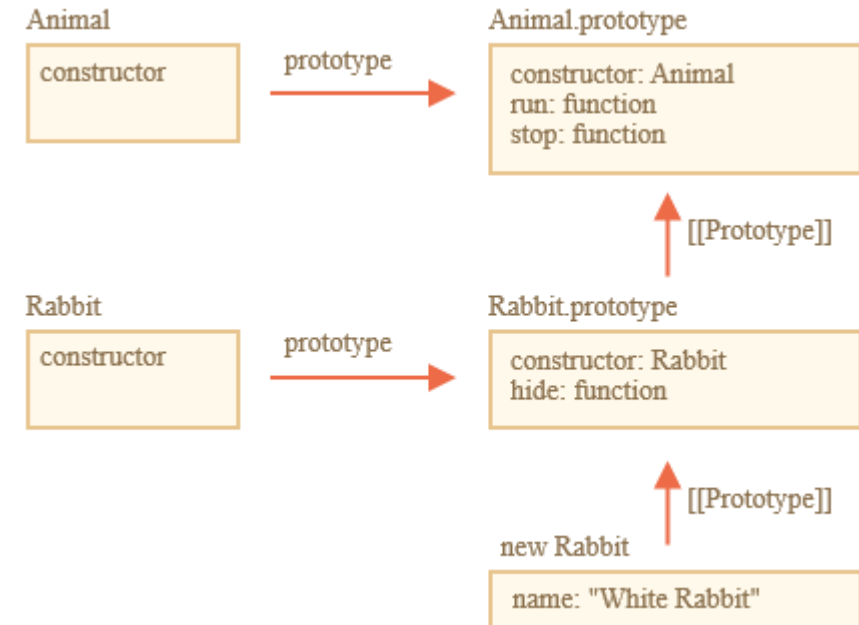 Animal
constructor
prototype
Animal.prototype
constructor: Animal
run: function
stop: function
[[Prototype]]
Rabbit
constructor
prototype
Rabbit.prototype
constructor: Rabbit
hide: function
[[Prototype]]
new Rabbit
name: "White Rabbit"